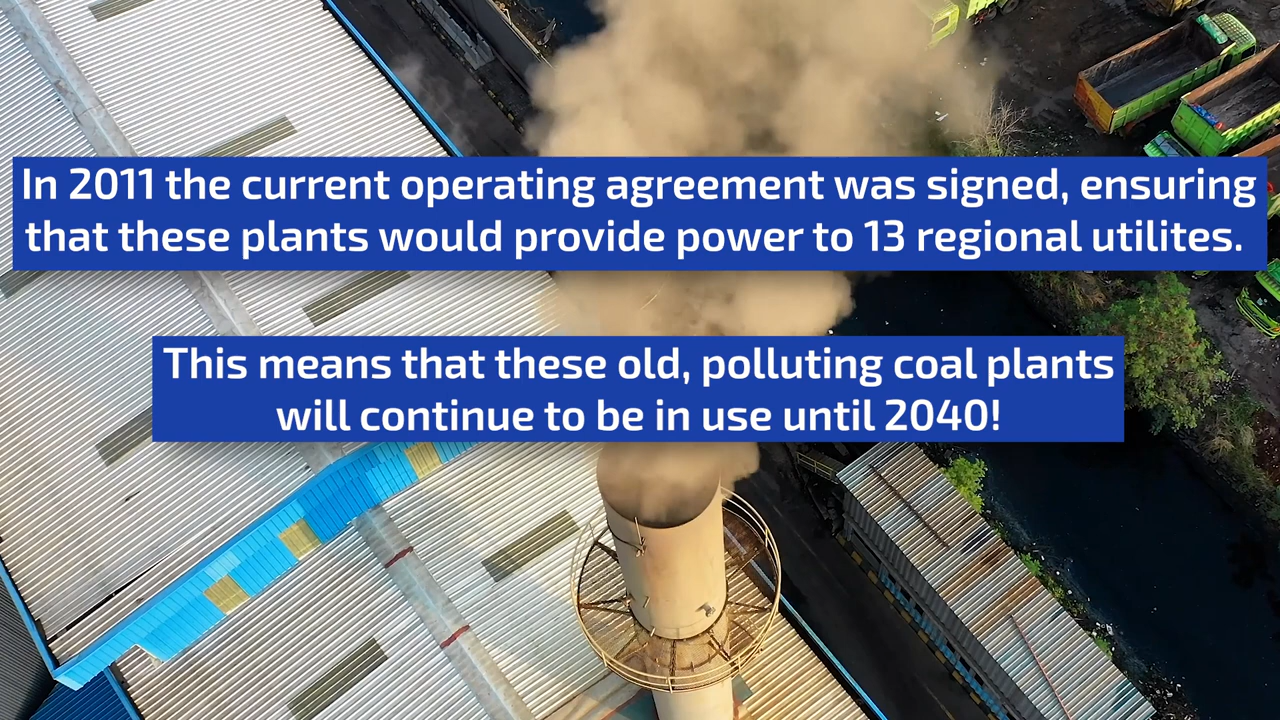 In 2011 the current operating agreement was signed, ensuring
that these plants would provide power to 13 regional utilites.
This means that these old, polluting coal plants
will continue to be in use until 2040!